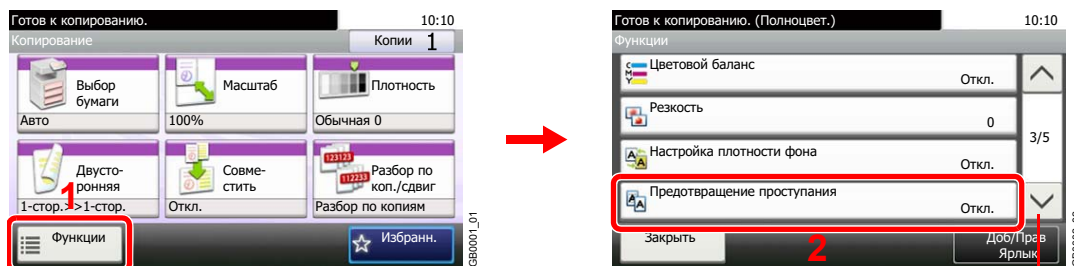 Готов к копированию.
10:10
Копирование
Копии 1
Выбор
бумаги
Авто
Масштаб
100%
Плотность
Обычная 0
Двусто-
ронняя
1-стор.>>1-стор.
Совме-
стить
Откл.
123123
112233
Разбор по
коп./сдвиг
Разбор по копиям
1
Функции
Избранн.
GB0001_01
Готов к копированию. (Полноцвет.)
10:10
Функции
C
M
Y
Цветовой баланс
Откл.
Резкость
0
3/5
Настройка плотности фона
Откл.
Предотвращение проступания
Откл.
Закрыть
2
Доб/Прав
Ярлык